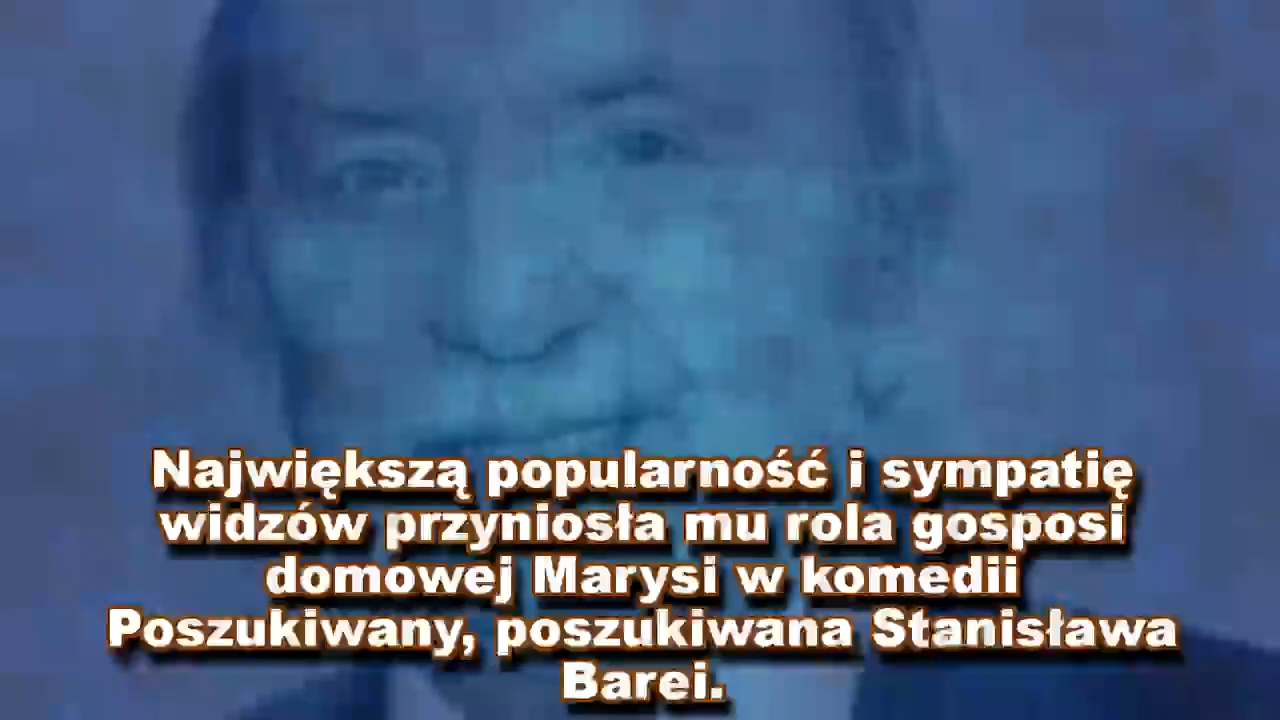 Największą popularność i sympatię
widzów przyniosła mu rola gosposi
domowej Marysi w komedii
Poszukiwany, poszukiwana Stanisława
Barei.